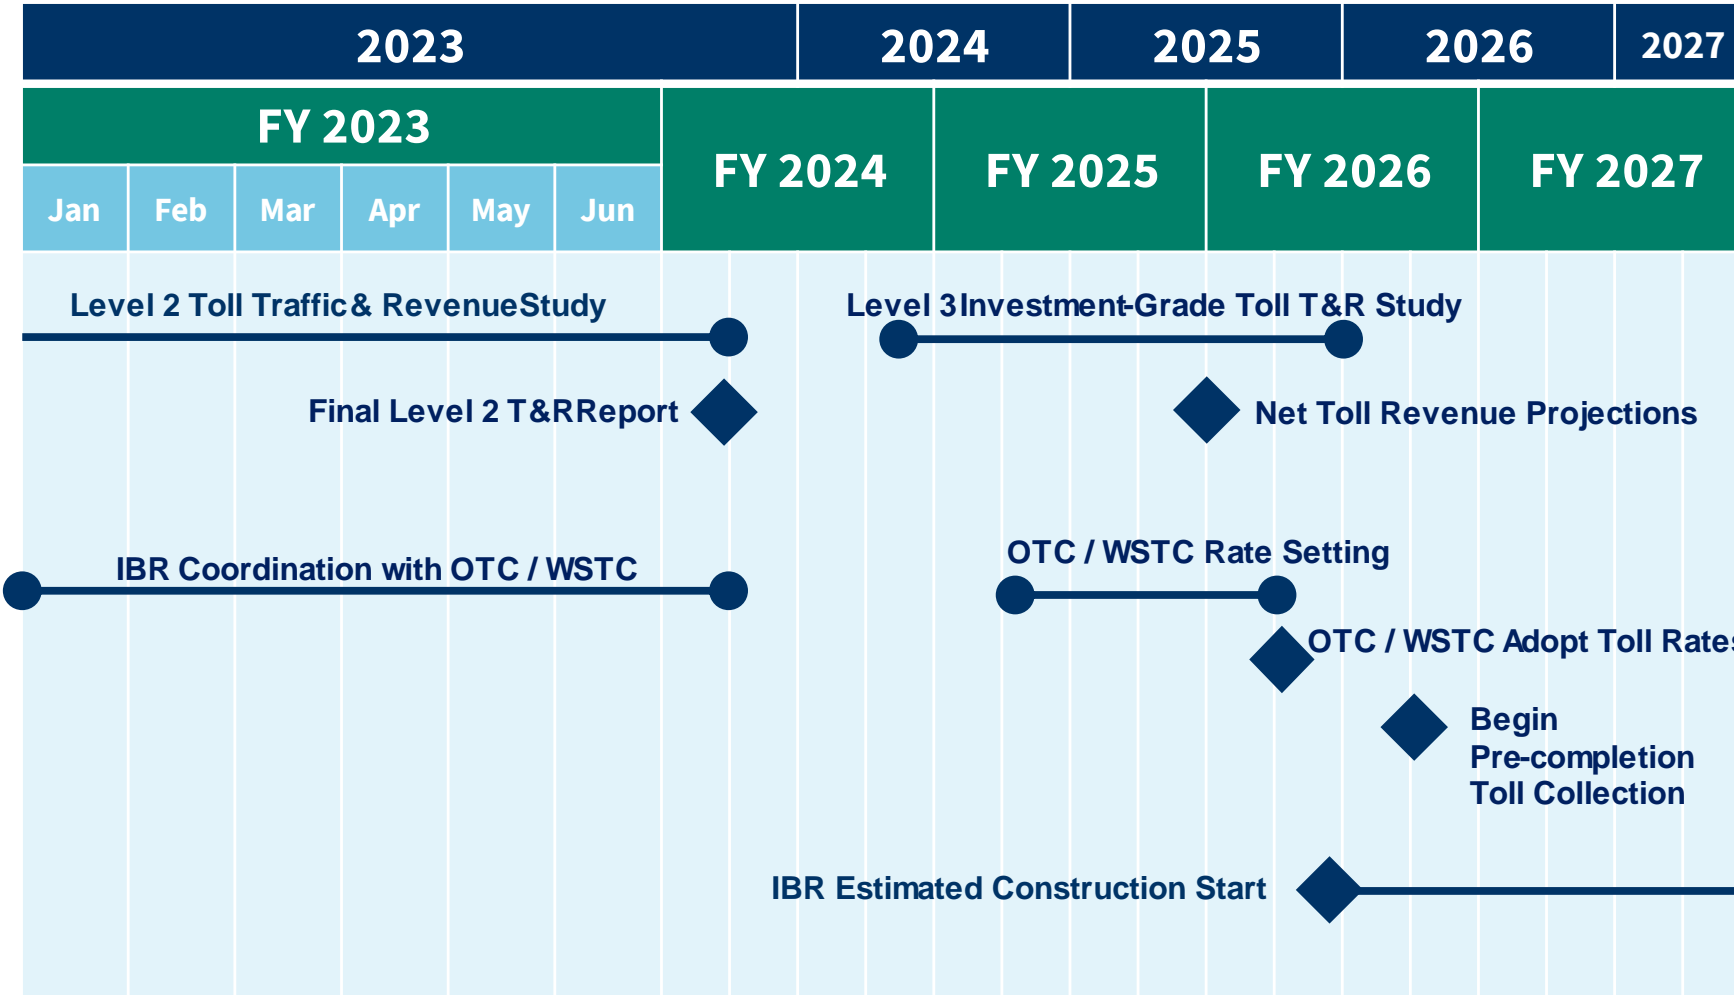 2023 2024 2025 2026 2027
FY 2023 FY 2024 FY 2025 FY 2026 FY 2027
Jan Feb Mar Apr May Jun
Level 2 Toll Traffic& RevenueStudy
Level 3Investment-Grade Toll T&R Study
Final Level 2 T&RReport
Net Toll Revenue Projections
IBR Coordination with OTC / WSTC
OTC / WSTC Rate Setting
OTC / WSTC Adopt Toll Rates
Begin
Pre-completion
Toll Collection
IBR Estimated Construction Start